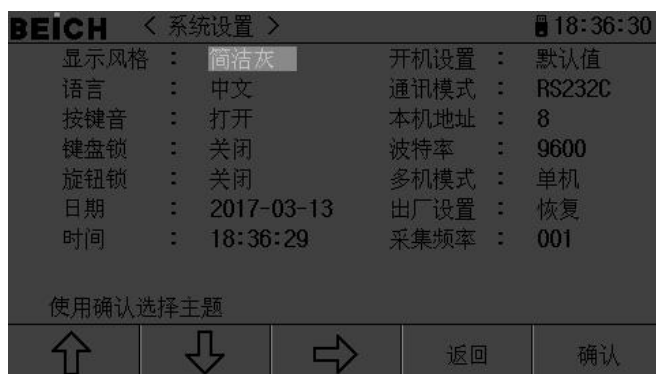 BEICH < 系统设置 > 18:36:30
显示风格 : 简洁灰 开机设置 : 默认值
语言 : 中文 通讯模式 : RS232C
按键音 : 打开 本机地址 : 8
键盘锁 : 关闭 波特率 : 9600
旋钮锁 : 关闭 多机模式 : 单机
日期 : 2017-03-13 出厂设置 : 恢复
时间 : 18:36:29 采集频率 : 001
使用确认选择主题
返回 确认